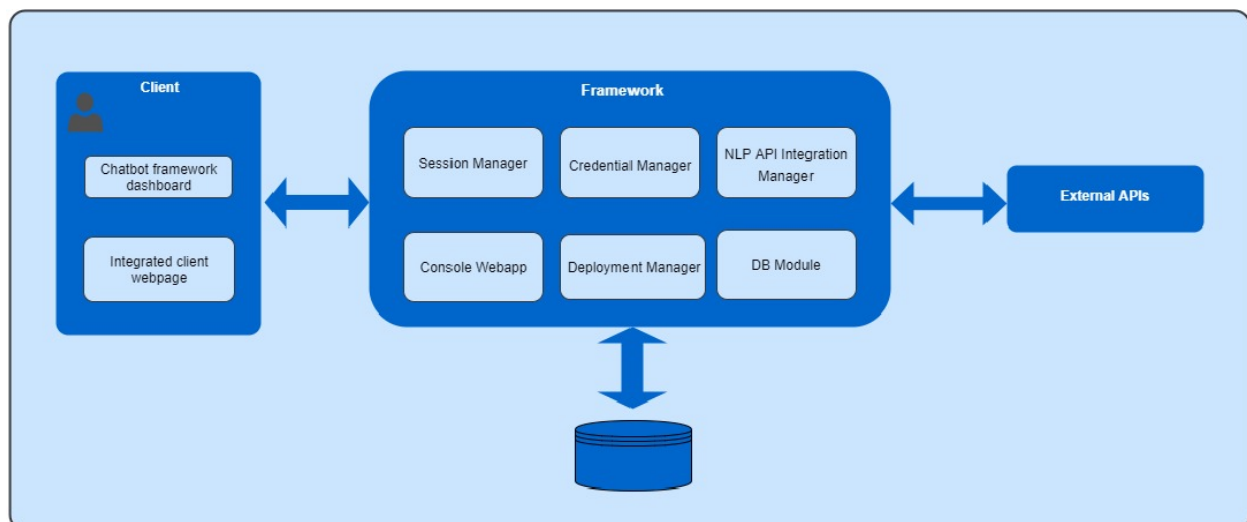 Client
Chatbot framework
dashboard
Integrated client
webpage
Framework
Session Manager
Credential Manager
NLP API Integration
Manager
Console Webapp
Deployment Manager
DB Module
External APIs